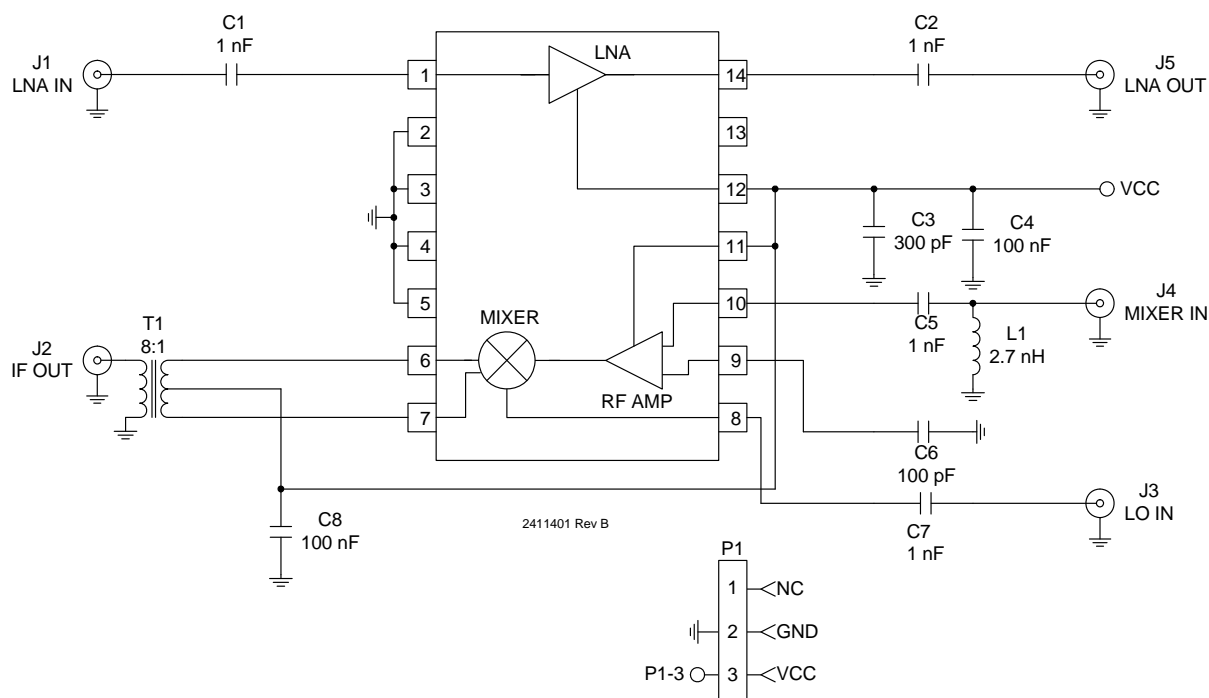 C1
1 nF
J1
LNA IN
LNA
C2
1 nF
J5
LNA OUT
1
14
2
13
3
12
VCC
4
11
C3
300 pF
C4
100 nF
5
10
C5
1 nF
L1
2.7 nH
J4
MIXER IN
MIXER
T1
8:1
J2
IF OUT
6
9
RF AMP
7
8
C6
100 pF
C8
100 nF
2411401 Rev B
C7
1 nF
J3
LO IN
P1
1
NC
2
GND
P1-3
3
VCC